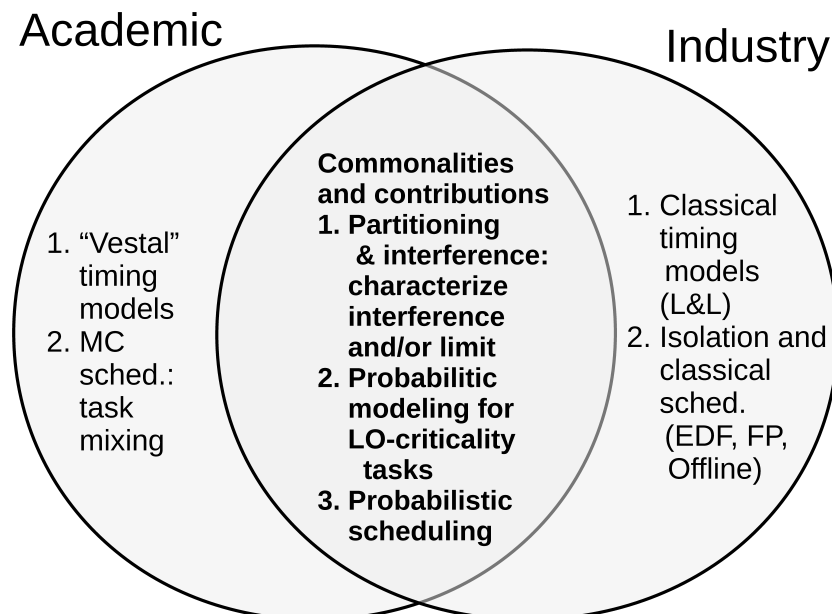 Academic
Industry
“Vestal”
1. “Vestal”
timing
models
2. MC
sched.:
task
mixing
Commonalities
and contributions
1. Partitioning
& interference:
characterize
interference
and/or limit
2. Probabilitic
modeling for
LO-criticality
tasks
3. Probabilistic
scheduling
1. Classical
timing
models
(L&L)
2. Isolation and
classical
sched.
(EDF, FP,
Offline)